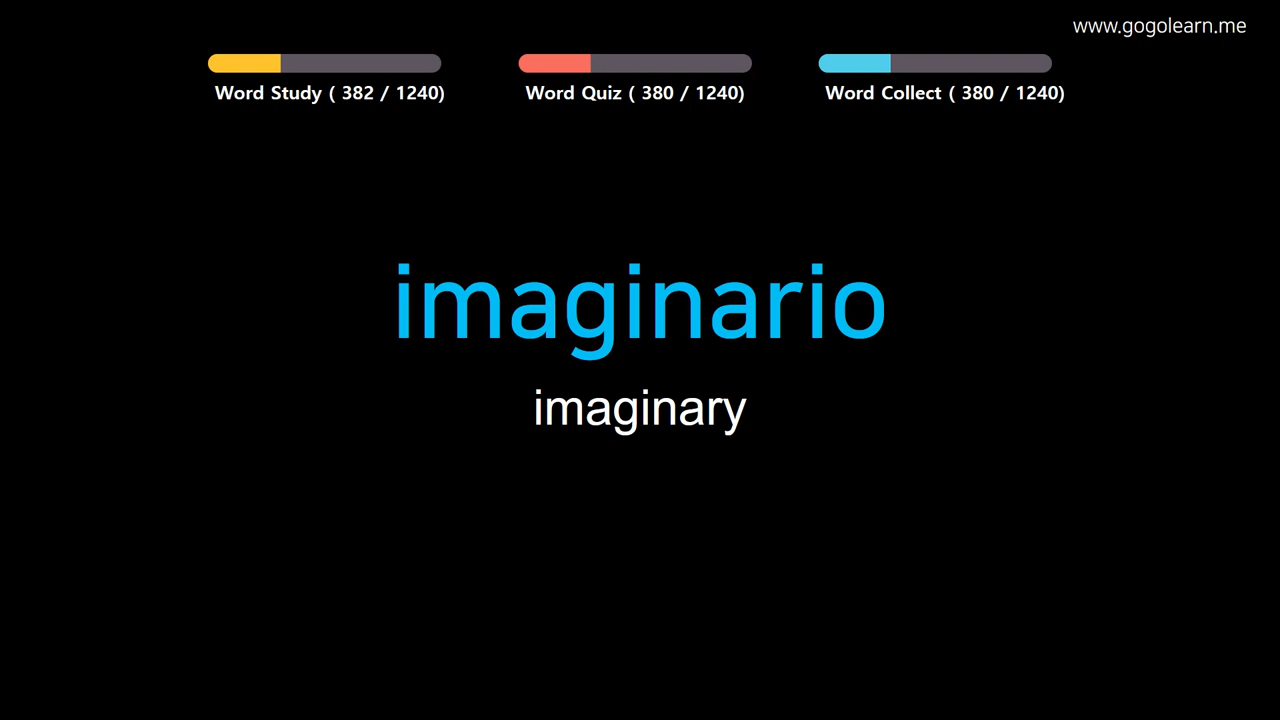 www.gogolearn.me
Word Study ( 382 / 1240)
Word Quiz ( 380 / 1240)
Word Collect ( 380 / 1240)
imaginario
imaginary